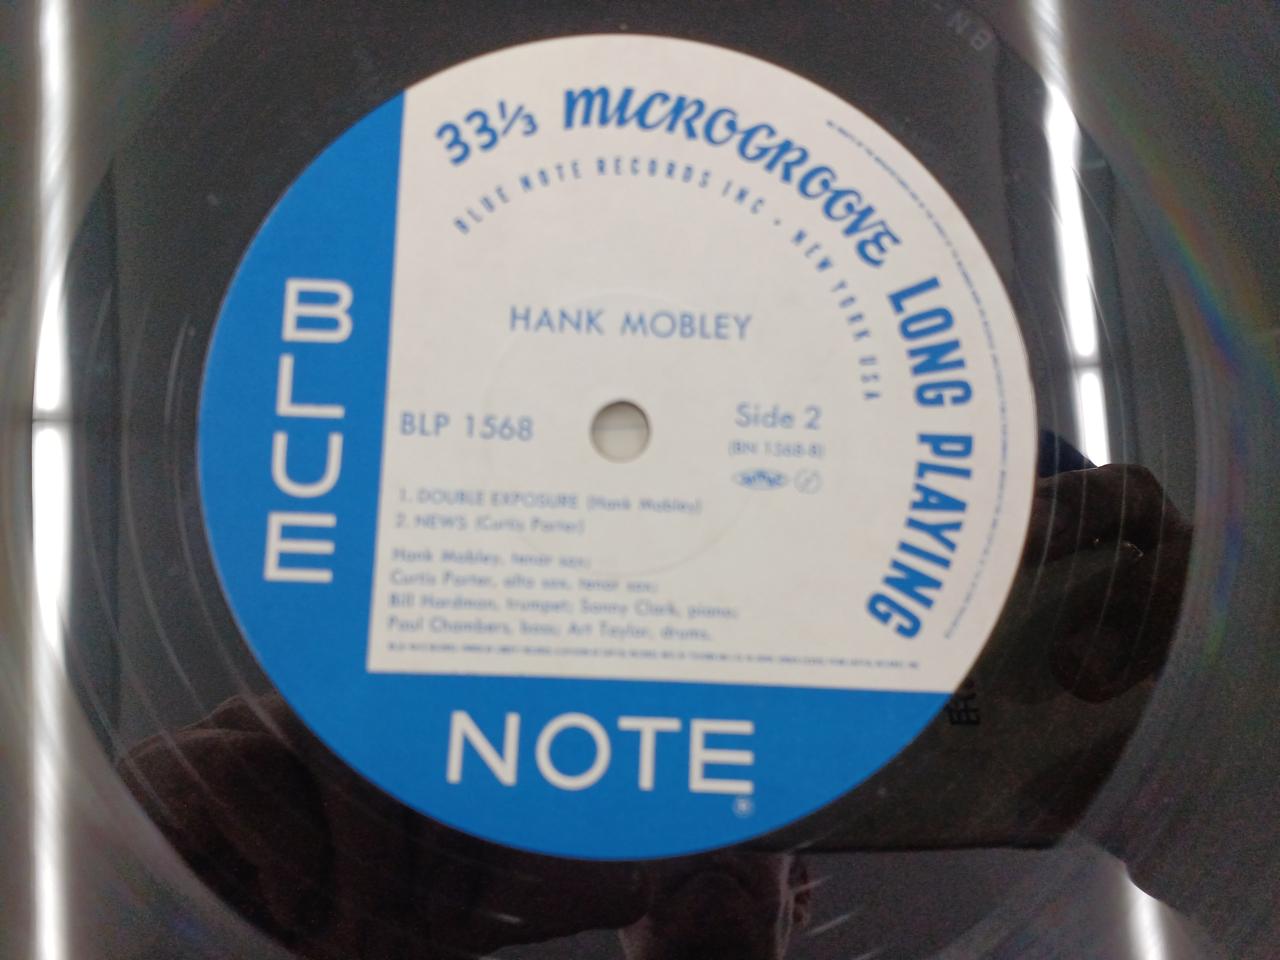 33⅓ MICROGROOVE LONG PLAYING
BLUE NOTE RECORDS INC • NEW YORK USA
HANK MOBLEY
BLP 1568
Side 2
(BN 1568-B)
1. DOUBLE EXPOSURE (Hank Mobley)
2. NEWS (Curtis Porter)
Hank Mobley, tenor sax;
Curtis Porter, alto sax, tenor sax;
Bill Hardman, trumpet; Sonny Clark, piano;
Paul Chambers, bass; Art Taylor, drums.
BLUE
NOTE
®
BN-